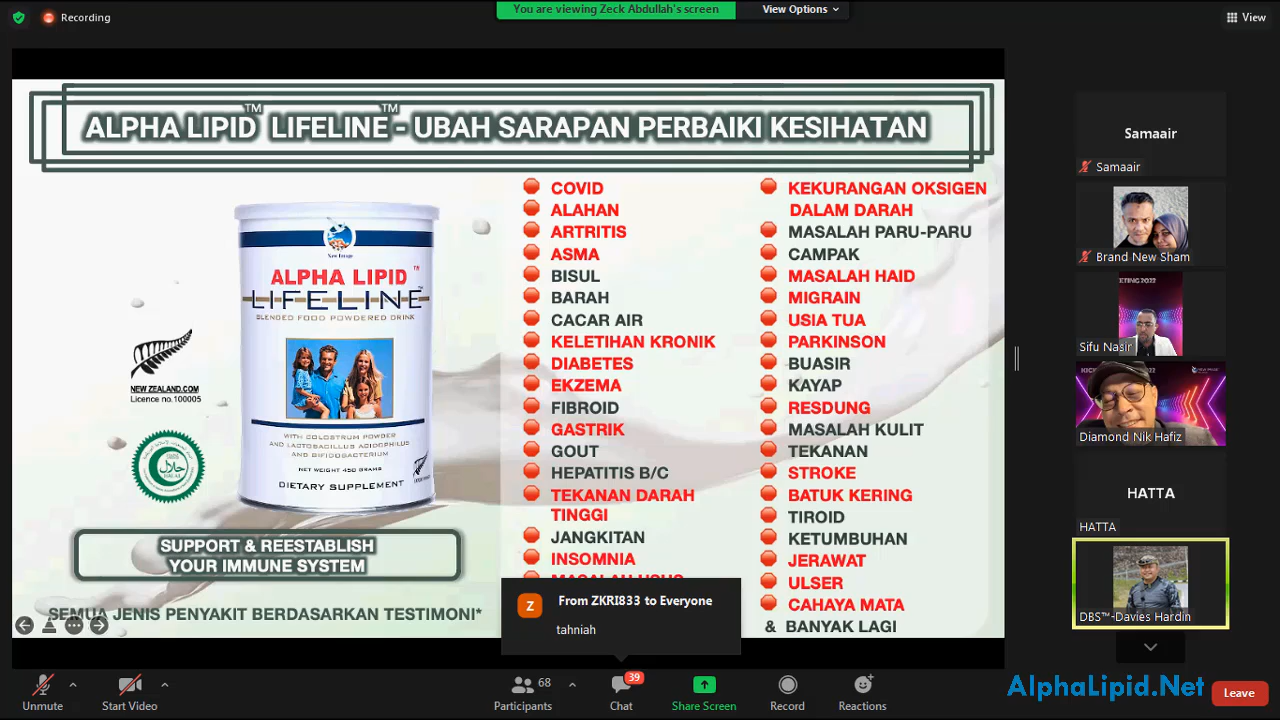 Recording
You are viewing Zeck Abdullah's screen
View Options
View
ALPHA LIPID™ LIFELINE™ - UBAH SARAPAN PERBAIKI KESIHATAN
New Image
ALPHA LIPID™
LIFELINE™
BLENDED FOOD POWDERED DRINK
WITH COLOSTRUM POWDER
AND LACTOBACILLUS ACIDOPHILUS
AND BIFIDOBACTERIUM
NET WEIGHT 450 GRAMS
DIETARY SUPPLEMENT
NEW ZEALAND.COM
Licence no.100005
حلال
SUPPORT & REESTABLISH
YOUR IMMUNE SYSTEM
SEMUA JENIS PENYAKIT BERDASARKAN TESTIMONI*
COVID
ALAHAN
ARTRITIS
ASMA
BISUL
BARAH
CACAR AIR
KELETIHAN KRONIK
DIABETES
EKZEMA
FIBROID
GASTRIK
GOUT
HEPATITIS B/C
TEKANAN DARAH
TINGGI
JANGKITAN
INSOMNIA
MASALAH USUS
KEKURANGAN OKSIGEN
DALAM DARAH
MASALAH PARU-PARU
CAMPAK
MASALAH HAID
MIGRAIN
USIA TUA
PARKINSON
BUASIR
KAYAP
RESDUNG
MASALAH KULIT
TEKANAN
STROKE
BATUK KERING
TIROID
KETUMBUHAN
JERAWAT
ULSER
CAHAYA MATA
& BANYAK LAGI
Z
From ZKRI833 to Everyone
tahniah
Samaair
Samaair
Brand New Sham
Sifu Nasir
Diamond Nik Hafiz
HATTA
HATTA
DBS™-Davies Hardin
Unmute
Start Video
68
Participants
39
Chat
Share Screen
Record
Reactions
AlphaLipid.Net
Leave